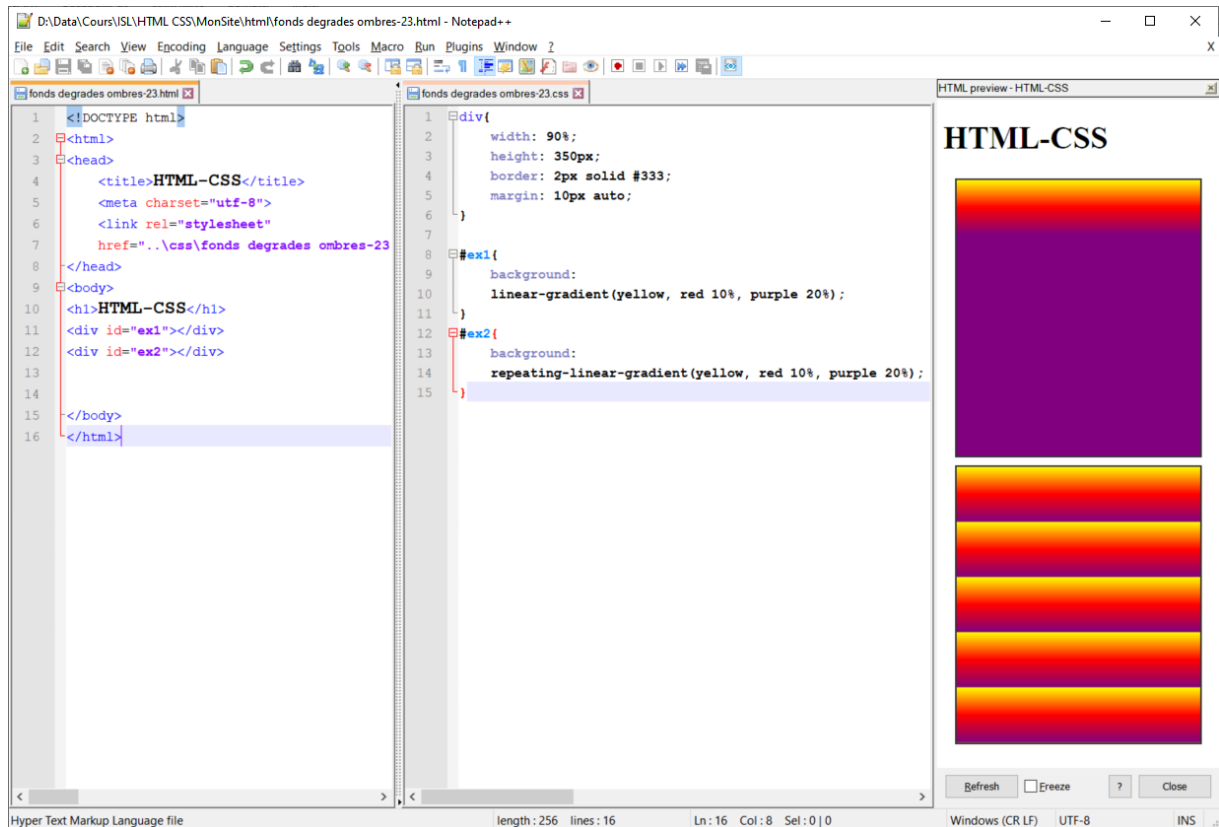 D:\Data\Cours\ISL\HTML CSS\MonSite\html\fonds degrades ombres-23.html - Notepad++
File Edit Search View Encoding Language Settings Tools Macro Run Plugins Window ? X
fonds degrades ombres-23.html
1 <!DOCTYPE html>
2 <html>
3 <head>
4 <title>HTML-CSS</title>
5 <meta charset="utf-8">
6 <link rel="stylesheet"
7 href="..\css\fonds degrades ombres-23
8 </head>
9 <body>
10 <h1>HTML-CSS</h1>
11 <div id="ex1"></div>
12 <div id="ex2"></div>
13
14
15 </body>
16 </html>
fonds degrades ombres-23.css
1 div{
2 width: 90%;
3 height: 350px;
4 border: 2px solid #333;
5 margin: 10px auto;
6 }
7
8 #ex1{
9 background:
10 linear-gradient(yellow, red 10%, purple 20%);
11 }
12 #ex2{
13 background:
14 repeating-linear-gradient(yellow, red 10%, purple 20%);
15 }
HTML preview - HTML-CSS
HTML-CSS
Refresh Freeze ? Close
Hyper Text Markup Language file length : 256 lines : 16 Ln : 16 Col : 8 Sel : 0 | 0 Windows (CR LF) UTF-8 INS